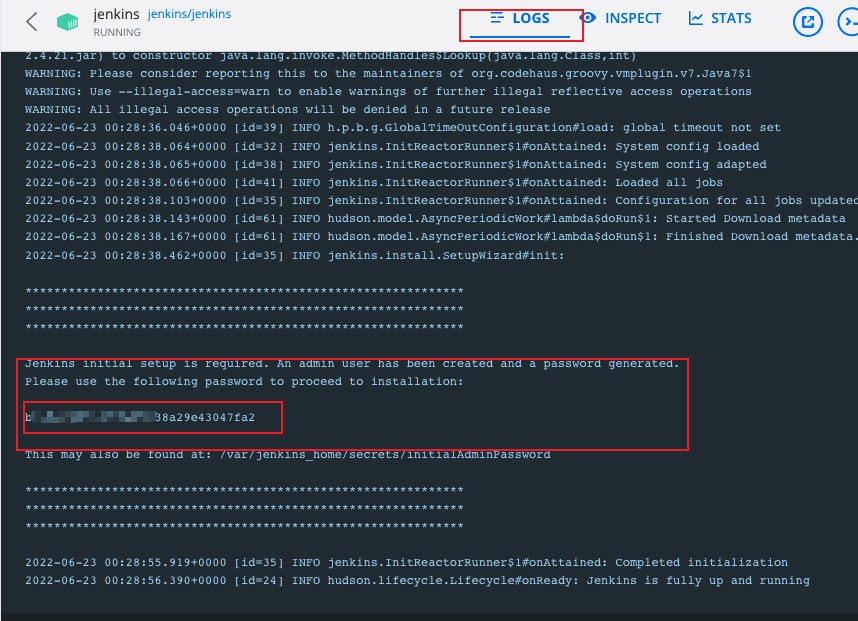 jenkins jenkins/jenkins
RUNNING
LOGS
INSPECT
STATS
2.4.21.jar) to constructor java.lang.invoke.MethodHandles$Lookup(java.lang.Class,int)
WARNING: Please consider reporting this to the maintainers of org.codehaus.groovy.vmplugin.v7.Java7$1
WARNING: Use --illegal-access=warn to enable warnings of further illegal reflective access operations
WARNING: All illegal access operations will be denied in a future release
2022-06-23 00:28:36.046+0000 [id=39] INFO h.p.b.g.GlobalTimeOutConfiguration#load: global timeout not set
2022-06-23 00:28:38.064+0000 [id=32] INFO jenkins.InitReactorRunner$1#onAttained: System config loaded
2022-06-23 00:28:38.065+0000 [id=38] INFO jenkins.InitReactorRunner$1#onAttained: System config adapted
2022-06-23 00:28:38.066+0000 [id=41] INFO jenkins.InitReactorRunner$1#onAttained: Loaded all jobs
2022-06-23 00:28:38.103+0000 [id=35] INFO jenkins.InitReactorRunner$1#onAttained: Configuration for all jobs updated
2022-06-23 00:28:38.143+0000 [id=61] INFO hudson.model.AsyncPeriodicWork#lambda$doRun$1: Started Download metadata
2022-06-23 00:28:38.167+0000 [id=61] INFO hudson.model.AsyncPeriodicWork#lambda$doRun$1: Finished Download metadata.
2022-06-23 00:28:38.462+0000 [id=35] INFO jenkins.install.SetupWizard#init:
*************************************************************
*************************************************************
*************************************************************
Jenkins initial setup is required. An admin user has been created and a password generated.
Please use the following password to proceed to installation:
38a29e43047fa2
This may also be found at: /var/jenkins_home/secrets/initialAdminPassword
*************************************************************
*************************************************************
*************************************************************
2022-06-23 00:28:55.919+0000 [id=35] INFO jenkins.InitReactorRunner$1#onAttained: Completed initialization
2022-06-23 00:28:56.390+0000 [id=24] INFO hudson.lifecycle.Lifecycle#onReady: Jenkins is fully up and running